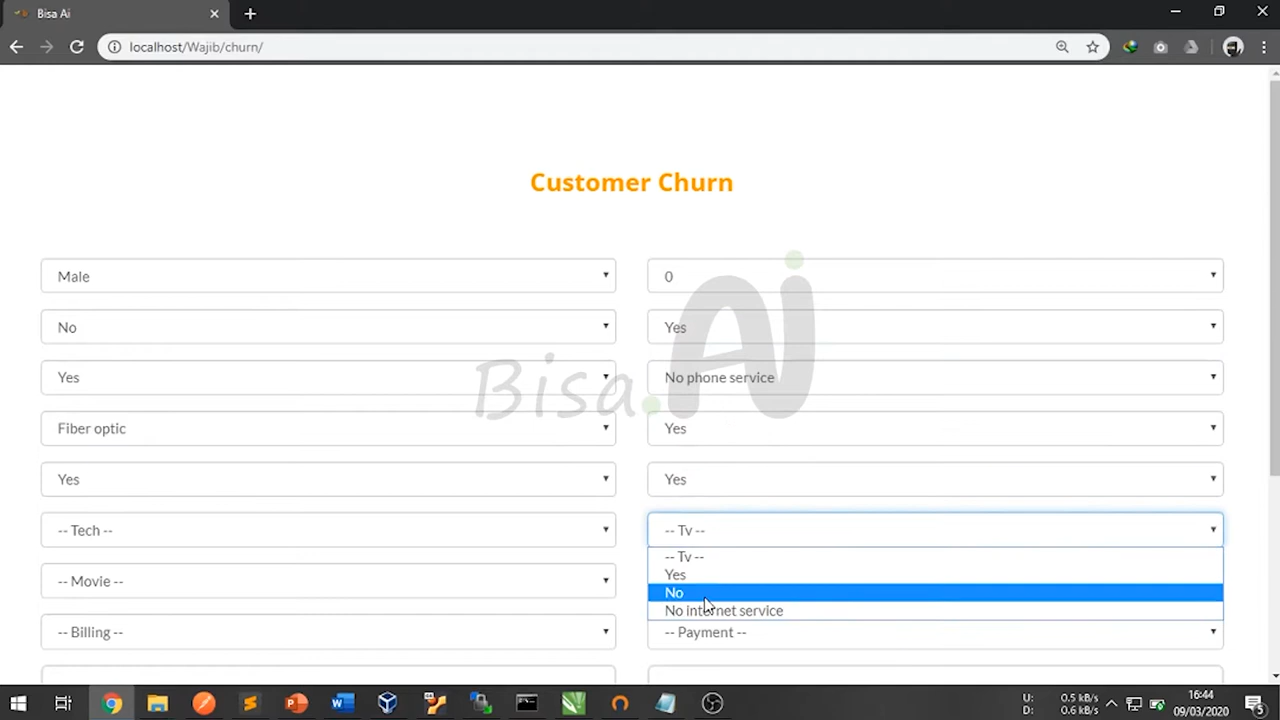 Bisa Ai
localhost/Wajib/churn/
Customer Churn
Male
0
No
Yes
Yes
No phone service
Fiber optic
Yes
Yes
Yes
-- Tech --
-- Tv --
-- Tv --
Yes
No
No internet service
-- Movie --
-- Billing --
-- Payment --
Bisa.Ai
U: 0.5 kB/s
D: 0.6 kB/s
16:44
09/03/2020
5